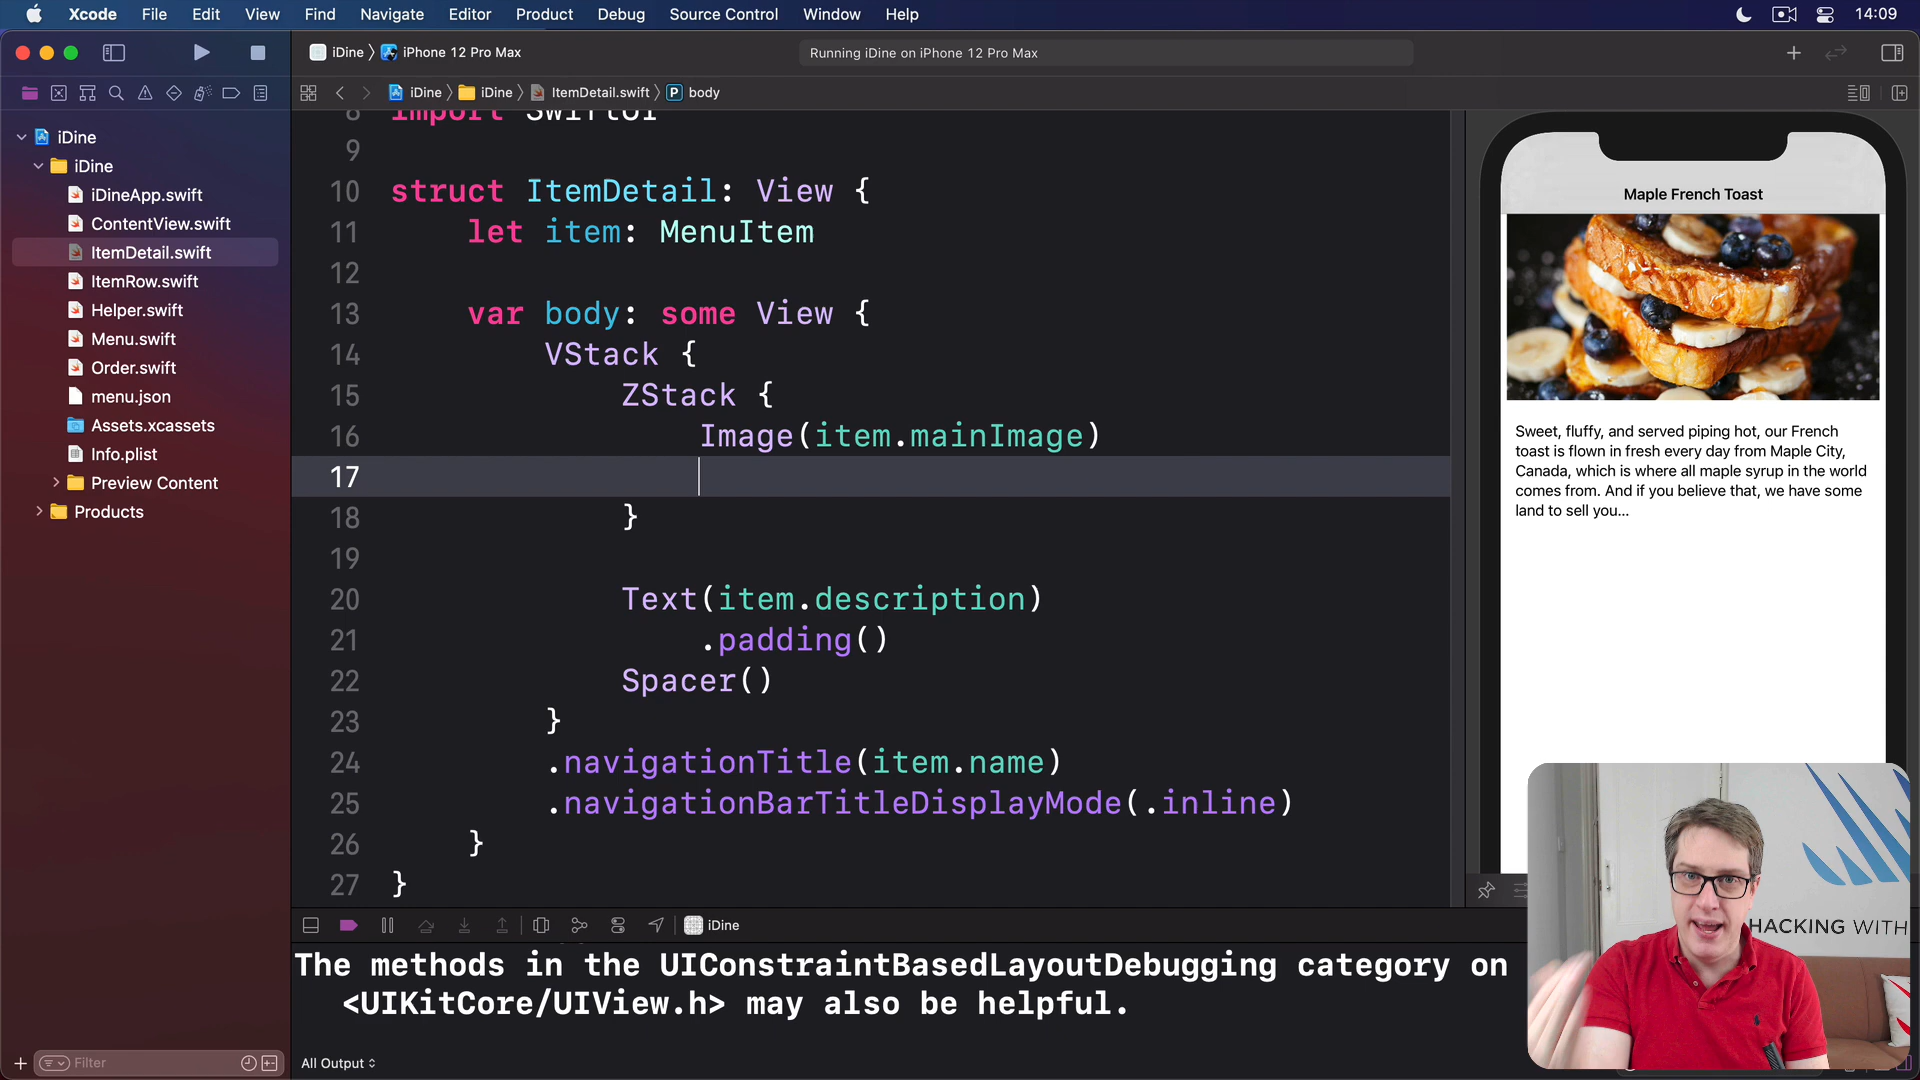 Xcode File Edit View Find Navigate Editor Product Debug Source Control Window Help 14:09
iDine iPhone 12 Pro Max Running iDine on iPhone 12 Pro Max
iDine iDine ItemDetail.swift P body
iDine
iDine
iDineApp.swift
ContentView.swift
ItemDetail.swift
ItemRow.swift
Helper.swift
Menu.swift
Order.swift
menu.json
Assets.xcassets
Info.plist
Preview Content
Products
Filter
8 import SwiftUI
9
10 struct ItemDetail: View {
11 let item: MenuItem
12
13 var body: some View {
14 VStack {
15 ZStack {
16 Image(item.mainImage)
17
18 }
19
20 Text(item.description)
21 .padding()
22 Spacer()
23 }
24 .navigationTitle(item.name)
25 .navigationBarTitleDisplayMode(.inline)
26 }
27 }
iDine
The methods in the UIConstraintBasedLayoutDebugging category on
<UIKitCore/UIView.h> may also be helpful.
All Output
Maple French Toast
Sweet, fluffy, and served piping hot, our French
toast is flown in fresh every day from Maple City,
Canada, which is where all maple syrup in the world
comes from. And if you believe that, we have some
land to sell you...
HACKING WITH